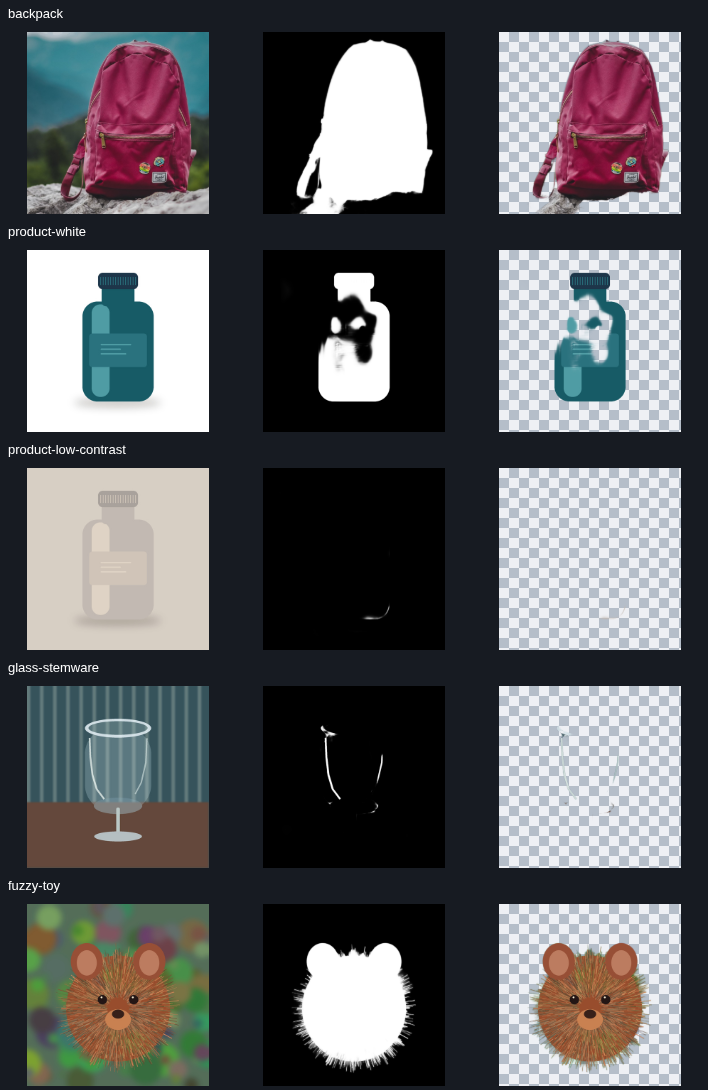 backpack
product-white
product-low-contrast
glass-stemware
fuzzy-toy